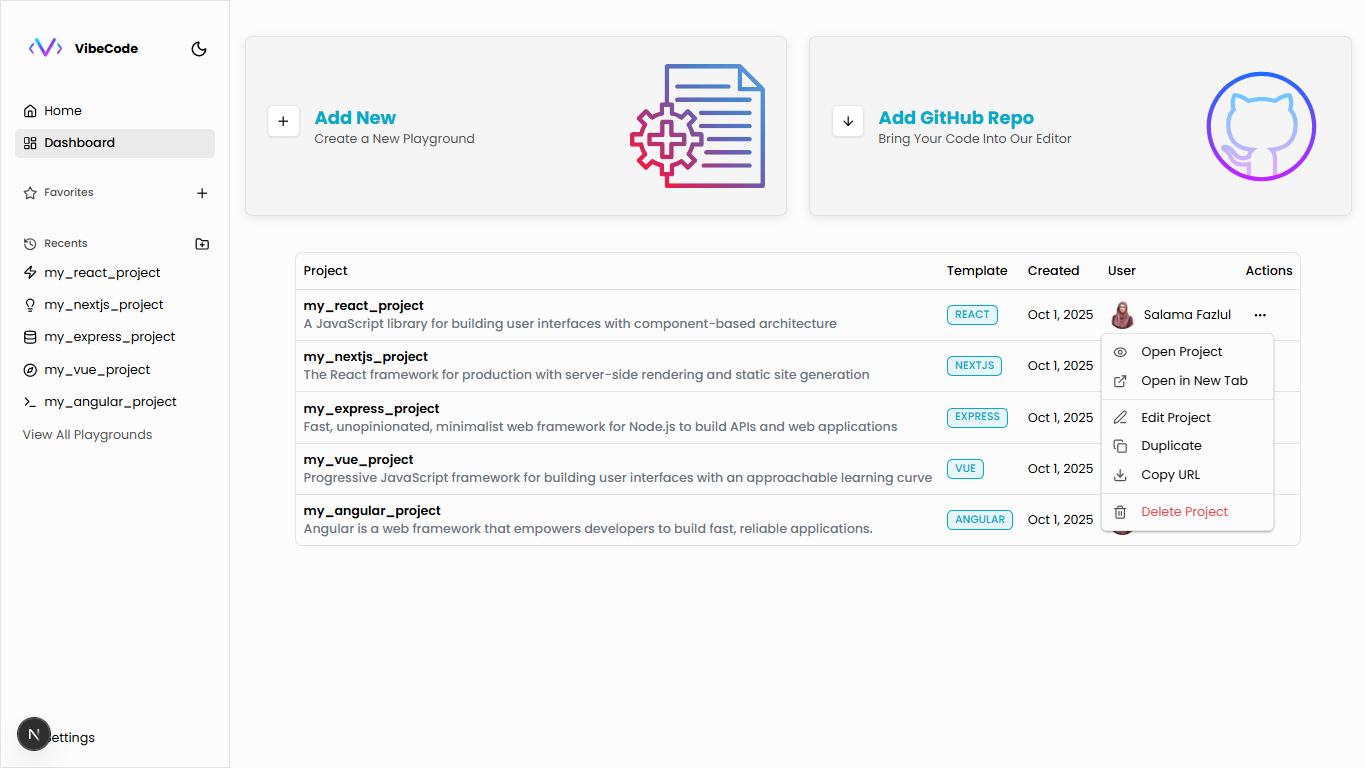 VibeCode
Home
Dashboard
Favorites
Recents
my_react_project
my_nextjs_project
my_express_project
my_vue_project
my_angular_project
View All Playgrounds
N
ettings
Add New
Create a New Playground
Add GitHub Repo
Bring Your Code Into Our Editor
Project Template Created User Actions
my_react_project
A JavaScript library for building user interfaces with component-based architecture
REACT Oct 1, 2025 Salama Fazlul
my_nextjs_project
The React framework for production with server-side rendering and static site generation
NEXTJS Oct 1, 2025
my_express_project
Fast, unopinionated, minimalist web framework for Node.js to build APIs and web applications
EXPRESS Oct 1, 2025
my_vue_project
Progressive JavaScript framework for building user interfaces with an approachable learning curve
VUE Oct 1, 2025
my_angular_project
Angular is a web framework that empowers developers to build fast, reliable applications.
ANGULAR Oct 1, 2025
Open Project
Open in New Tab
Edit Project
Duplicate
Copy URL
Delete Project